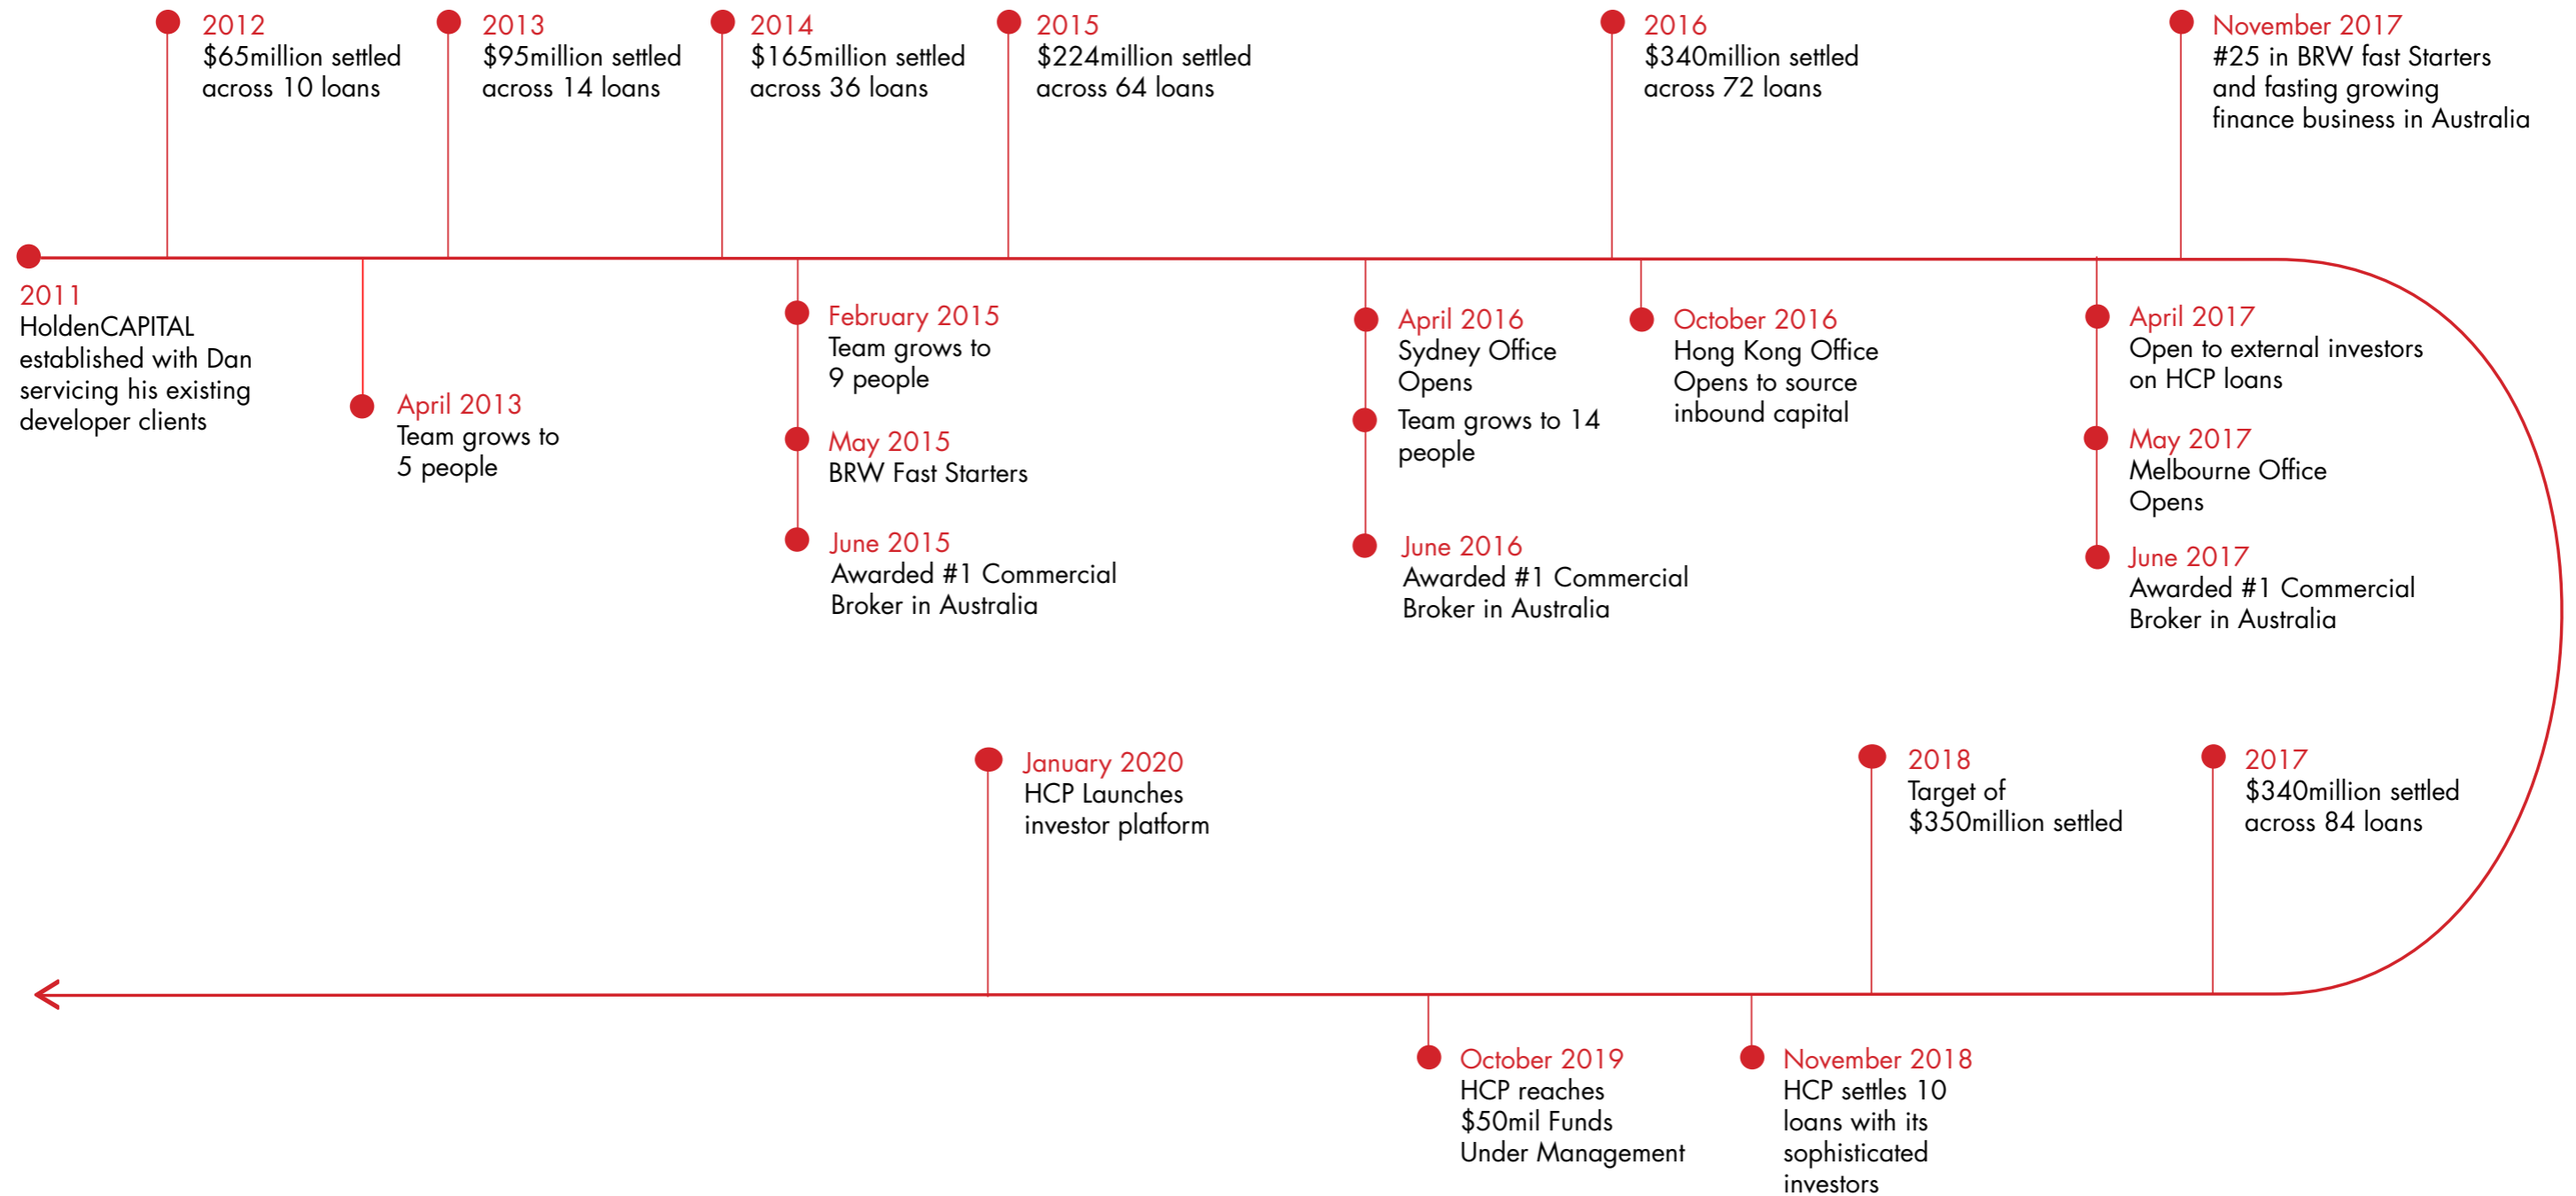 2012
$65million settled
across 10 loans
2013
$95million settled
across 14 loans
2014
$165million settled
across 36 loans
2015
$224million settled
across 64 loans
2016
$340million settled
across 72 loans
November 2017
#25 in BRW fast Starters
and fasting growing
finance business in Australia
2011
HoldenCAPITAL
established with Dan
servicing his existing
developer clients
April 2013
Team grows to
5 people
February 2015
Team grows to
9 people
May 2015
BRW Fast Starters
June 2015
Awarded #1 Commercial
Broker in Australia
April 2016
Sydney Office
Opens
Team grows to 14
people
June 2016
Awarded #1 Commercial
Broker in Australia
October 2016
Hong Kong Office
Opens to source
inbound capital
April 2017
Open to external investors
on HCP loans
May 2017
Melbourne Office
Opens
June 2017
Awarded #1 Commercial
Broker in Australia
2017
$340million settled
across 84 loans
2018
Target of
$350million settled
November 2018
HCP settles 10
loans with its
sophisticated
investors
October 2019
HCP reaches
$50mil Funds
Under Management
January 2020
HCP Launches
investor platform